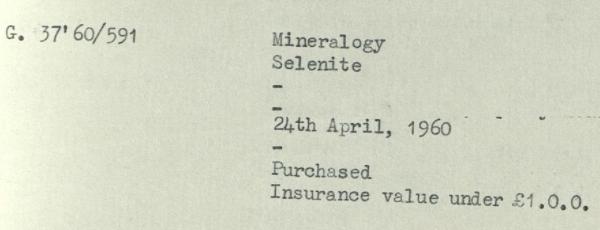 G. 37'60/591
Mineralogy
Selenite
-
-
24th April, 1960
-
Purchased
Insurance value under £1.0.0.